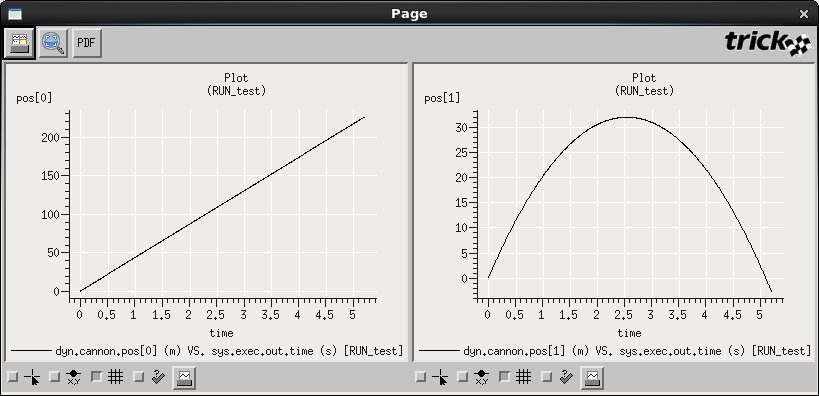 Page
PDF
trick
Plot
(RUN_test)
pos[0]
200
150
100
50
0
0 0.5 1 1.5 2 2.5 3 3.5 4 4.5 5
time
dyn.cannon.pos[0] (m) VS. sys.exec.out.time (s) [RUN_test]
X,Y
Plot
(RUN_test)
pos[1]
30
25
20
15
10
5
0
0 0.5 1 1.5 2 2.5 3 3.5 4 4.5 5
time
dyn.cannon.pos[1] (m) VS. sys.exec.out.time (s) [RUN_test]
X,Y